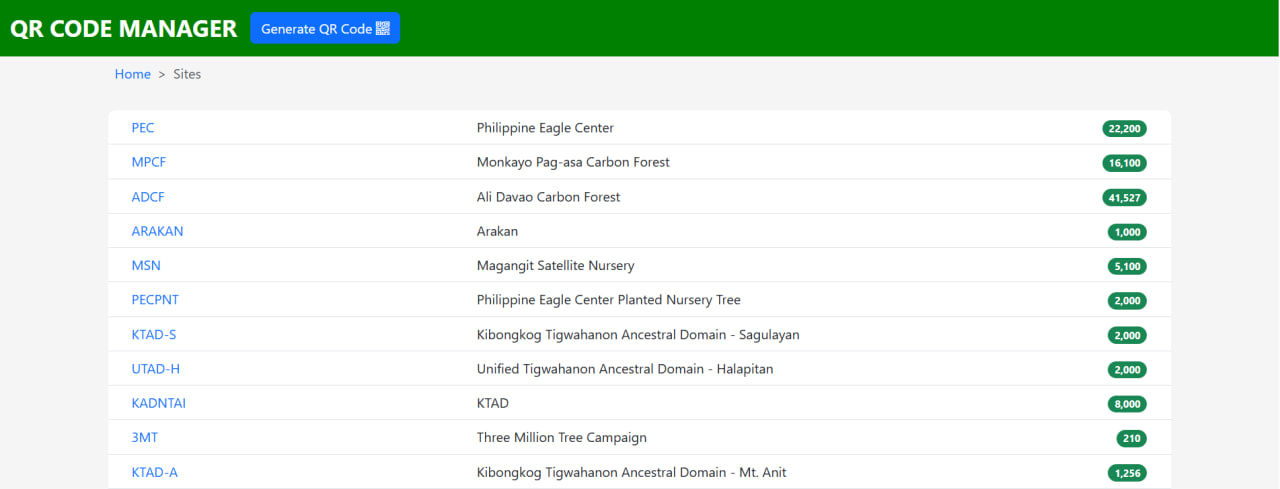 QR CODE MANAGER Generate QR Code
Home > Sites
PEC Philippine Eagle Center 22,200
MPCF Monkayo Pag-asa Carbon Forest 16,100
ADCF Ali Davao Carbon Forest 41,527
ARAKAN Arakan 1,000
MSN Magangit Satellite Nursery 5,100
PECPNT Philippine Eagle Center Planted Nursery Tree 2,000
KTAD-S Kibongkog Tigwahanon Ancestral Domain - Sagulayan 2,000
UTAD-H Unified Tigwahanon Ancestral Domain - Halapitan 2,000
KADNTAI KTAD 8,000
3MT Three Million Tree Campaign 210
KTAD-A Kibongkog Tigwahanon Ancestral Domain - Mt. Anit 1,256